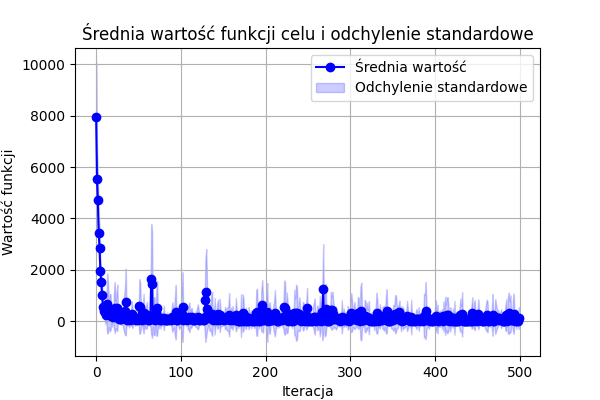 Średnia wartość funkcji celu i odchylenie standardowe
Średnia wartość
Odchylenie standardowe
Wartość funkcji
10000
8000
6000
4000
2000
0
0 100 200 300 400 500
Iteracja